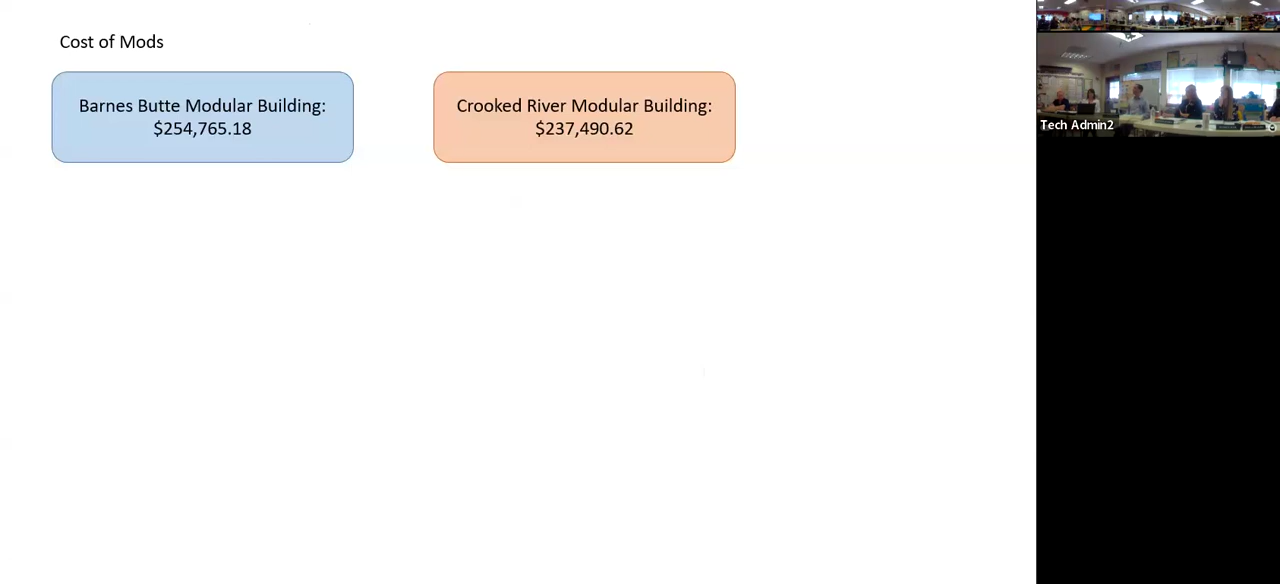 Cost of Mods
Barnes Butte Modular Building:
$254,765.18
Crooked River Modular Building:
$237,490.62
Tech Admin2